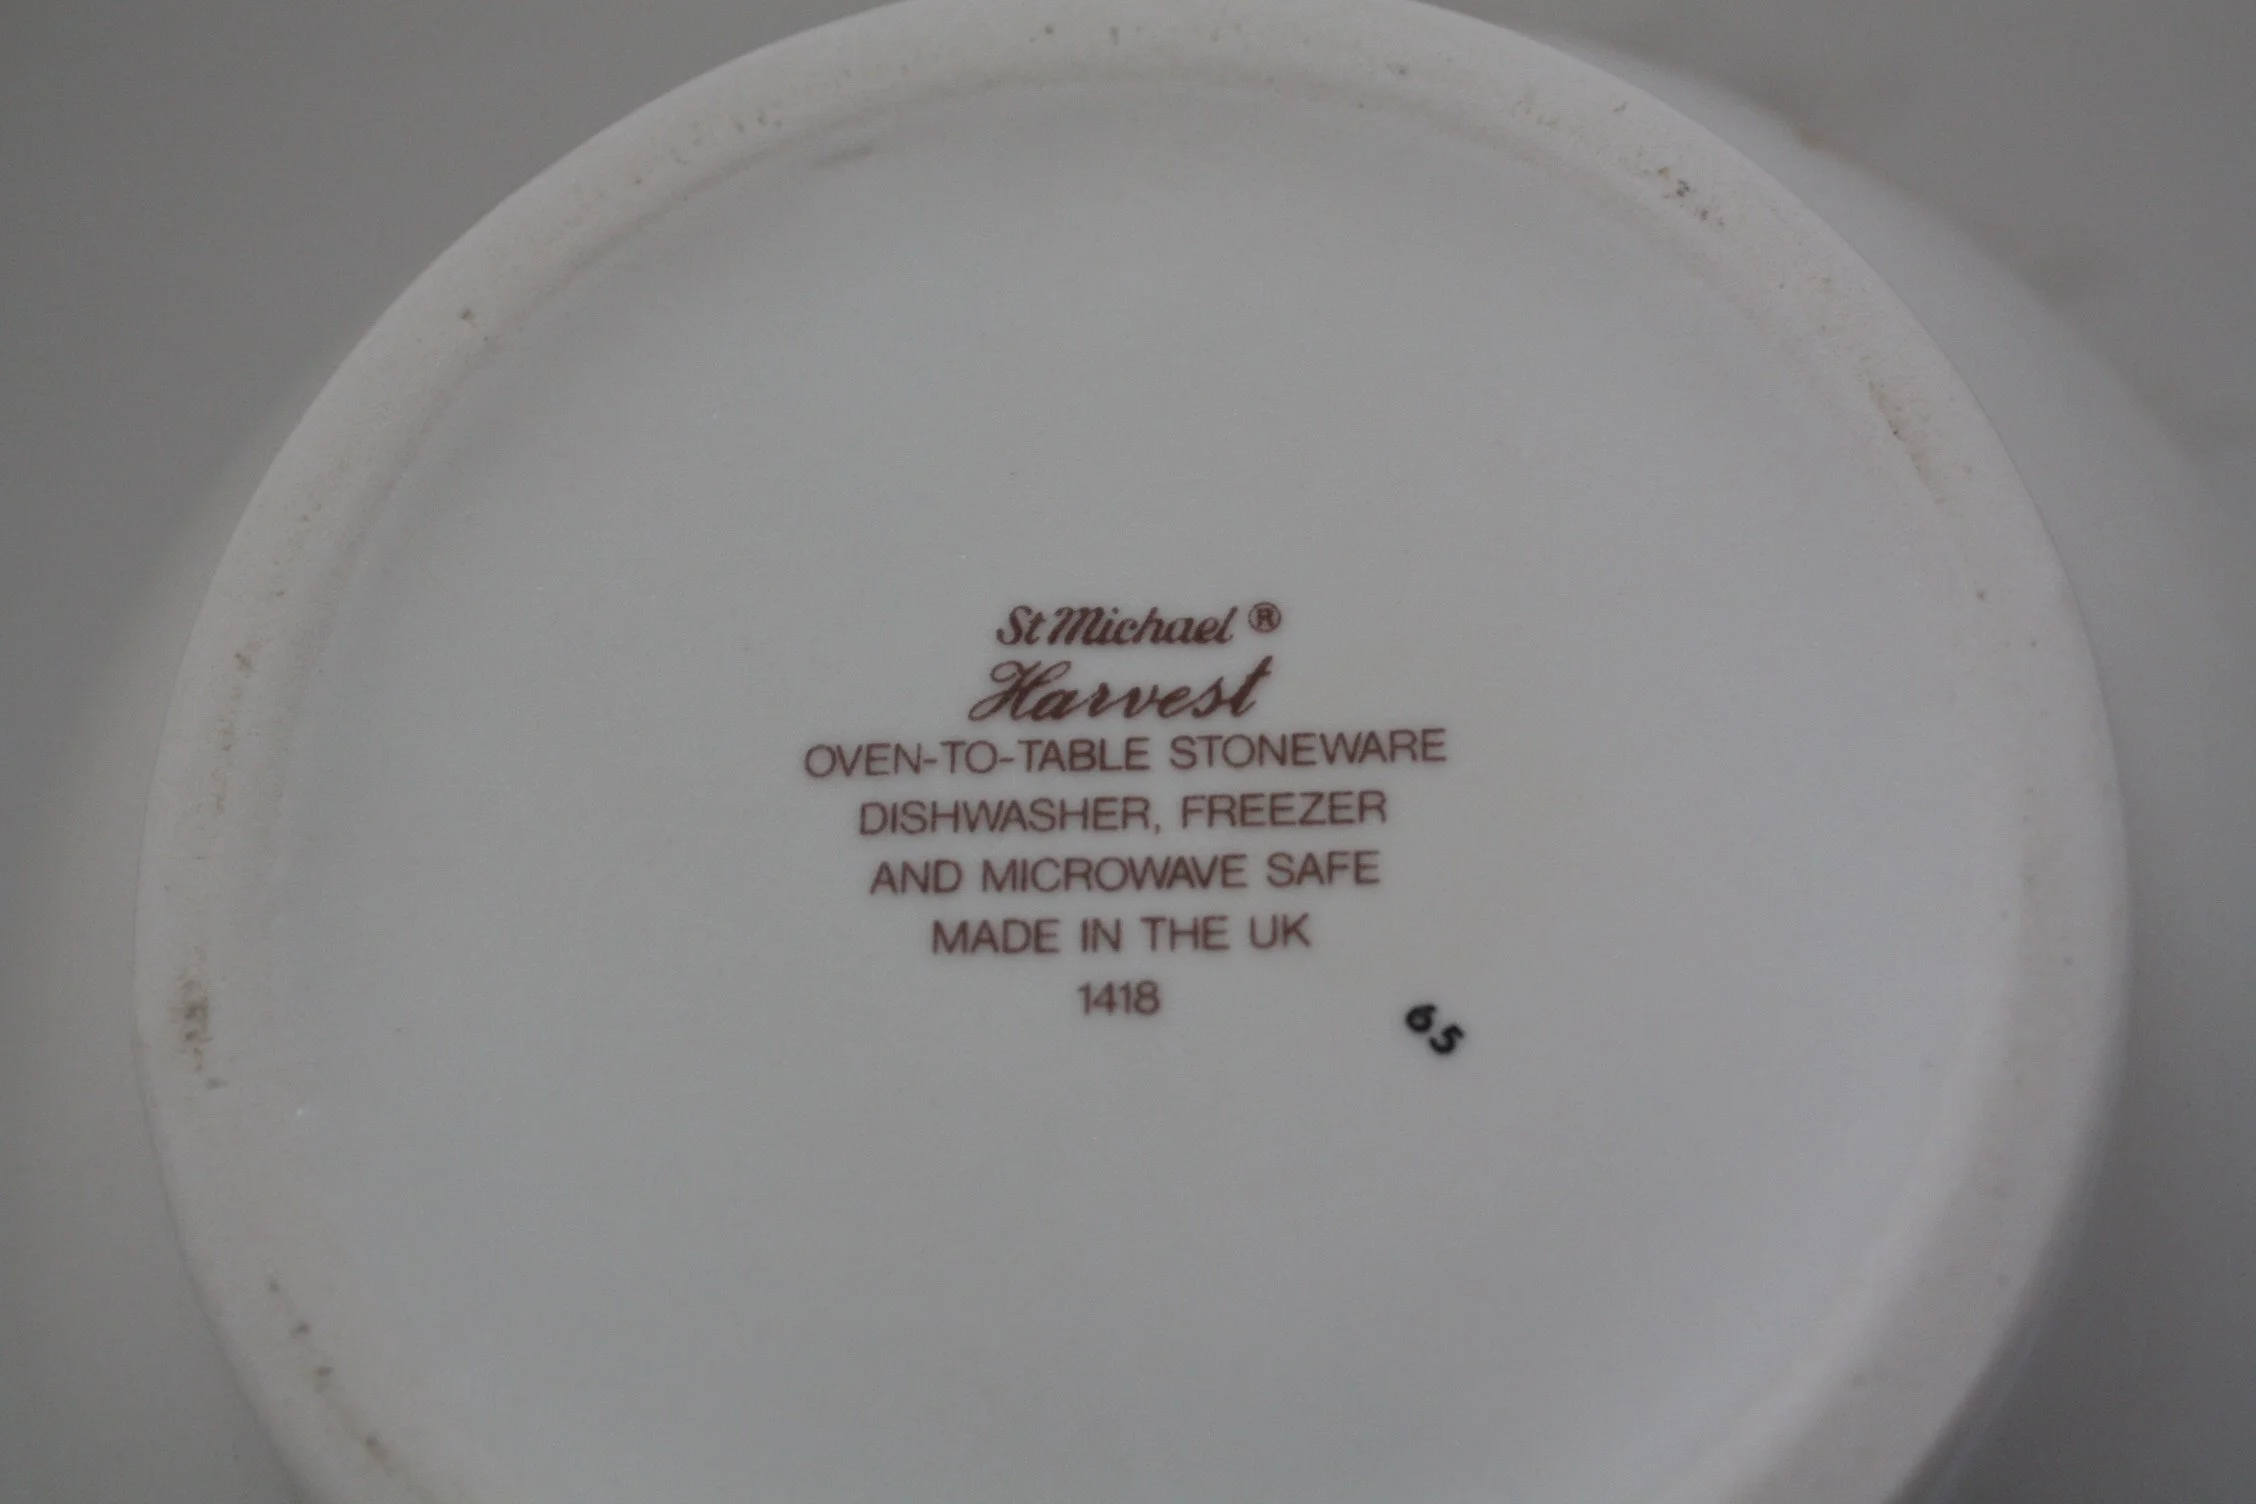 St Michael ®
Harvest
OVEN-TO-TABLE STONEWARE
DISHWASHER, FREEZER
AND MICROWAVE SAFE
MADE IN THE UK
1418
65